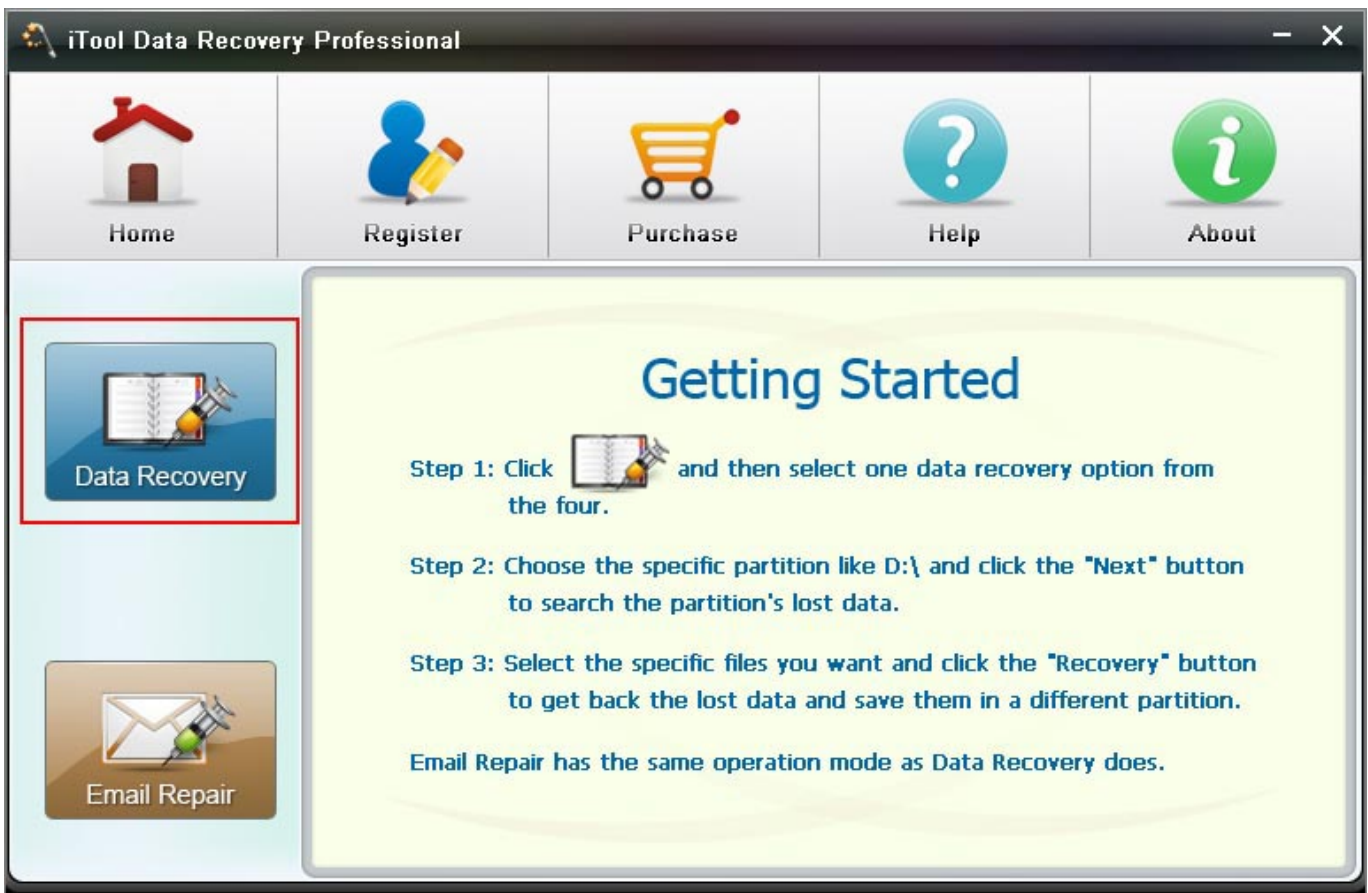 iTool Data Recovery Professional
Home
Register
Purchase
Help
About
Data Recovery
Email Repair
Getting Started
Step 1: Click and then select one data recovery option from
the four.
Step 2: Choose the specific partition like D:\ and click the "Next" button
to search the partition's lost data.
Step 3: Select the specific files you want and click the "Recovery" button
to get back the lost data and save them in a different partition.
Email Repair has the same operation mode as Data Recovery does.